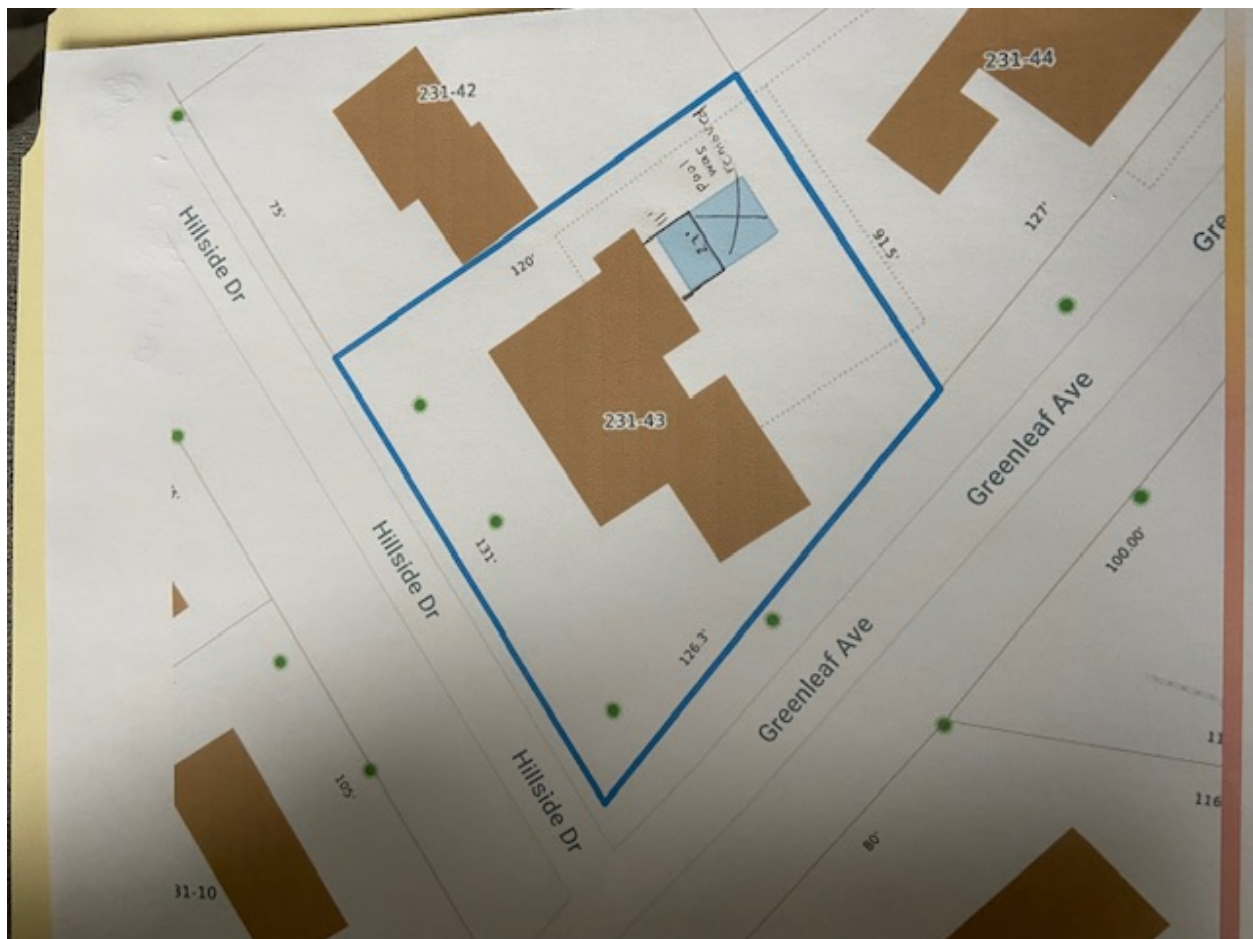 231-44
231-42
pool
was
removed
75'
Hillside Dr
127'
Gre
11'
23'
91.5'
120'
Greenleaf Ave
231-43
131'
Hillside Dr
100.00'
126.3'
Greenleaf Ave
Hillside Dr
105'
11
116
80'
31-10